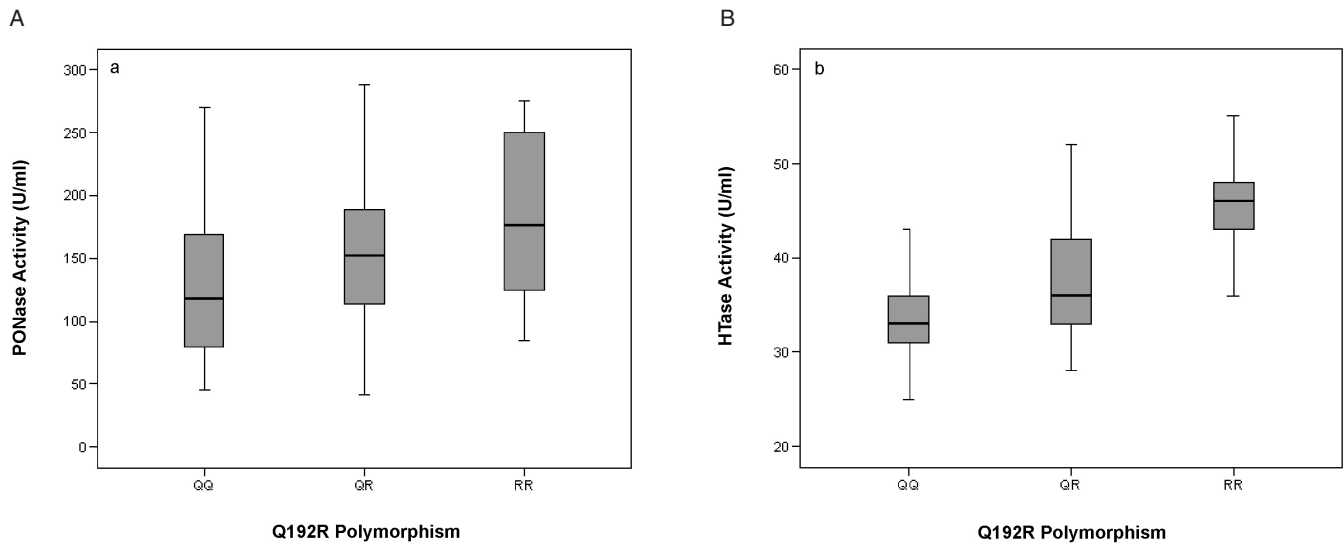 A
a
300
250
200
150
100
50
0
PONase Activity (U/ml)
QQ
QR
RR
Q192R Polymorphism
B
b
60
50
40
30
20
HTase Activity (U/ml)
QQ
QR
RR
Q192R Polymorphism